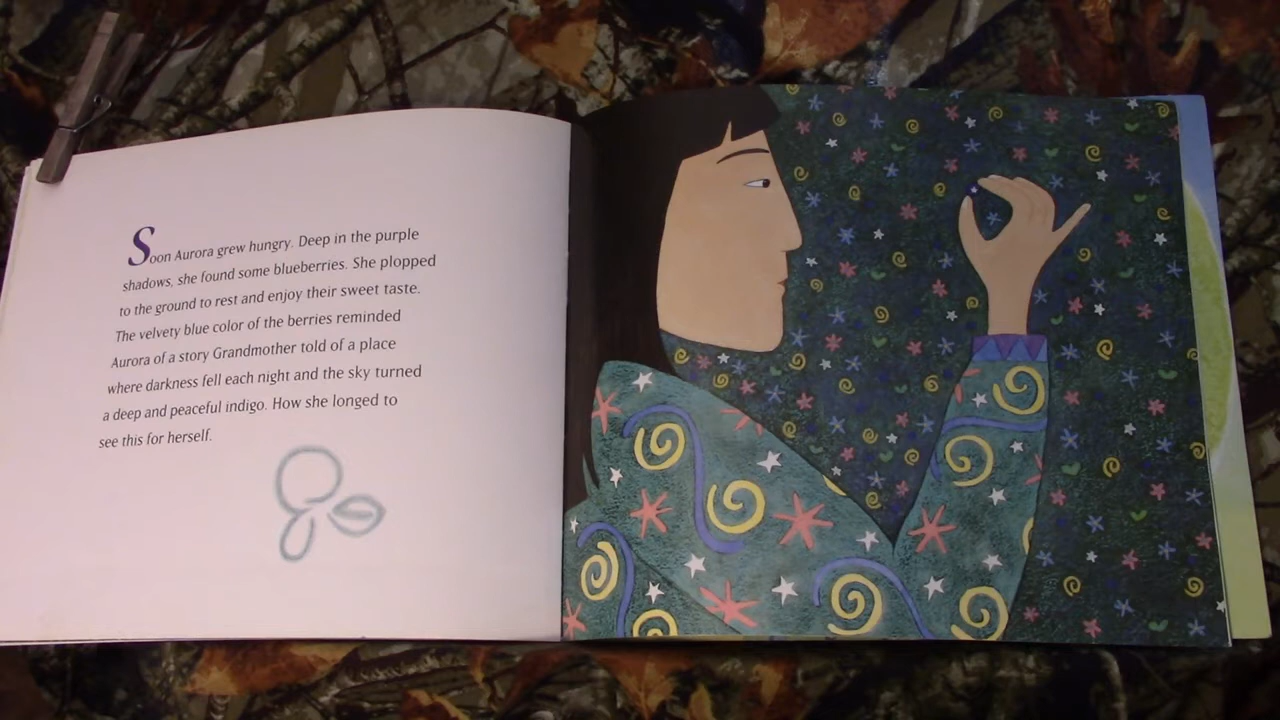 Soon Aurora grew hungry. Deep in the purple
shadows, she found some blueberries. She plopped
to the ground to rest and enjoy their sweet taste.
The velvety blue color of the berries reminded
Aurora of a story Grandmother told of a place
where darkness fell each night and the sky turned
a deep and peaceful indigo. How she longed to
see this for herself.